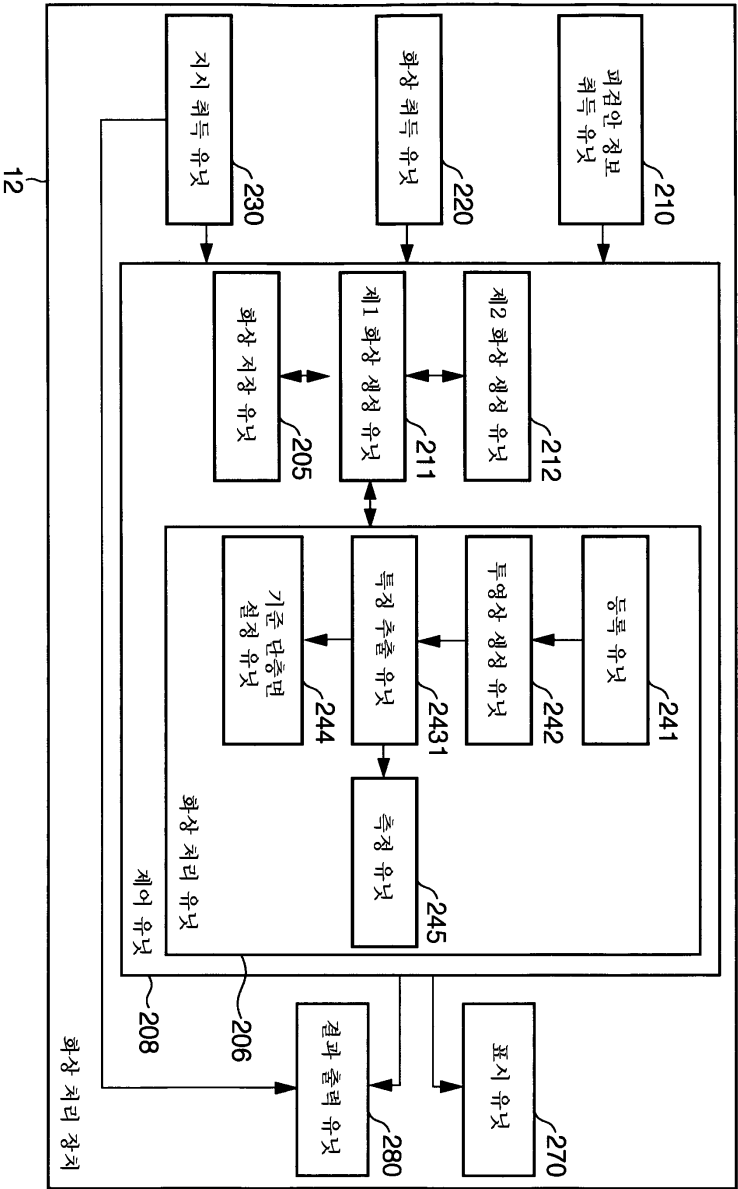 피검안 정보
취득 유닛
210
화상 취득 유닛
220
지시 취득 유닛
230
제2 화상 생성 유닛
212
제1 화상 생성 유닛
211
화상 저장 유닛
205
등록 유닛
241
투영상 생성 유닛
242
특징 추출 유닛
2431
기준 단층면
설정 유닛
244
측정 유닛
245
화상 처리 유닛
206
제어 유닛
208
표시 유닛
270
결과 출력 유닛
280
화상 처리 장치
12